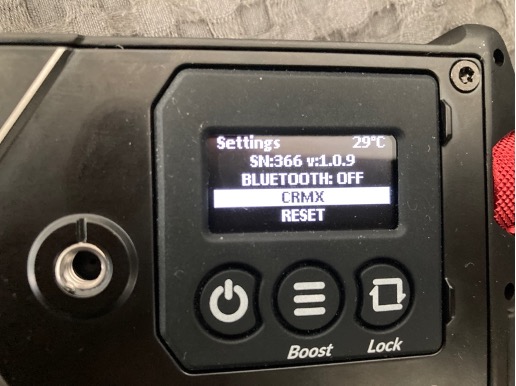 Settings 29°C
SN:366 v:1.0.9
BLUETOOTH: OFF
CRMX
RESET
Boost Lock